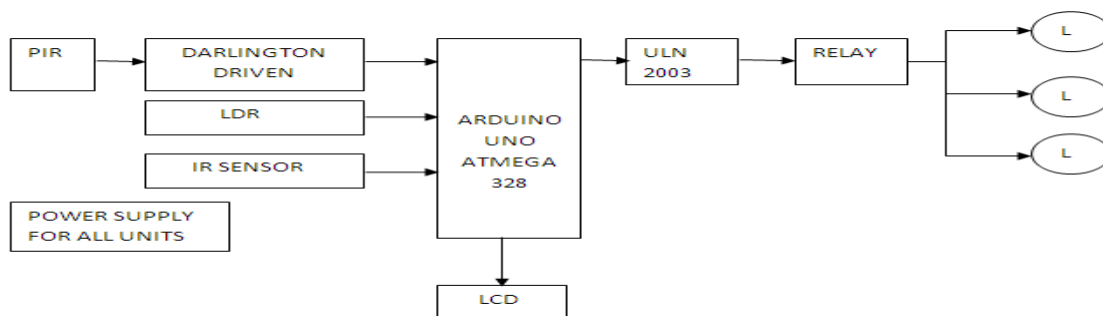 PIR
DARLINGTON
DRIVEN
LDR
IR SENSOR
POWER SUPPLY
FOR ALL UNITS
ARDUINO
UNO
ATMEGA
328
LCD
ULN
2003
RELAY
L
L
L